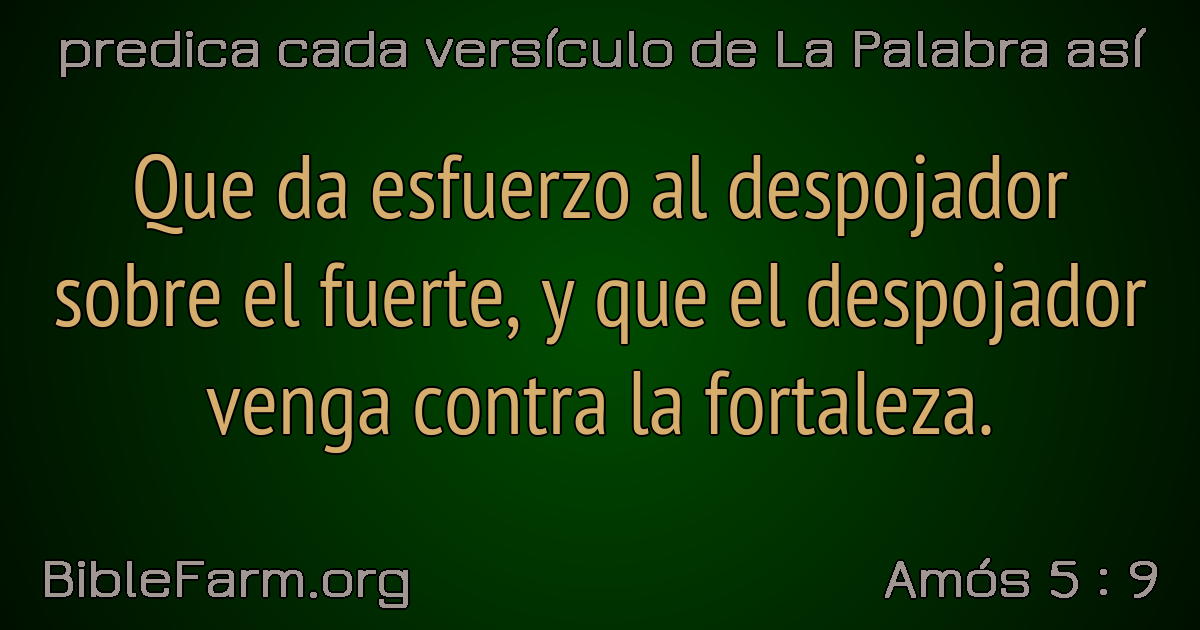 predica cada versículo de La Palabra así
Que da esfuerzo al despojador
sobre el fuerte, y que el despojador
venga contra la fortaleza.
BibleFarm.org
Amós 5 : 9